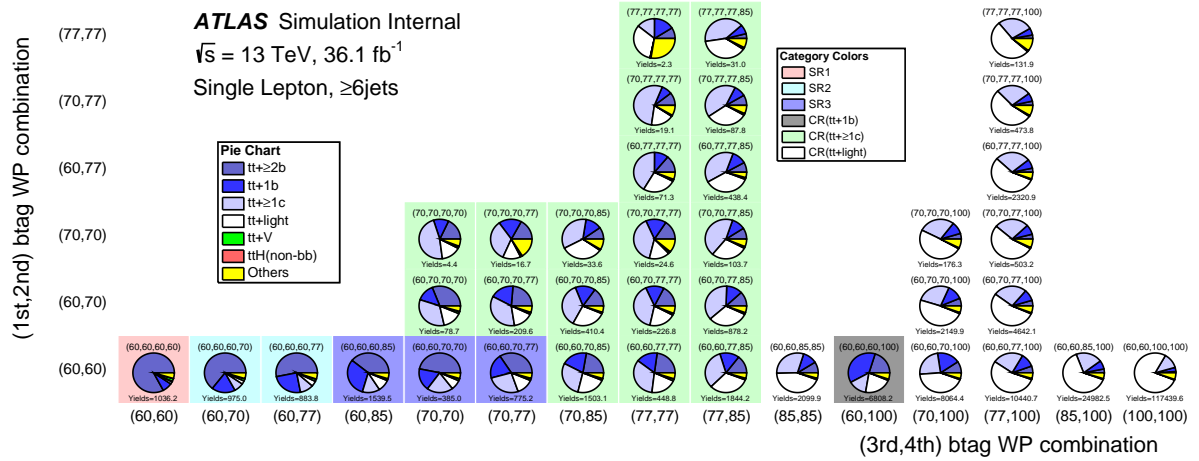 ATLAS Simulation Internal
√s = 13 TeV, 36.1 fb-1
Single Lepton, ≥6jets
(1st,2nd) btag WP combination
Pie Chart
tt+≥2b
tt+1b
tt+≥1c
tt+light
tt+V
ttH(non-bb)
Others
Category Colors
SR1
SR2
SR3
CR(tt+1b)
CR(tt+≥1c)
CR(tt+light)
(77,77)
(77,77,77,77) (77,77,77,85) (77,77,77,100)
Yields=2.3 Yields=31.0 Yields=131.9
(70,77)
(70,77,77,77) (70,77,77,85) (70,77,77,100)
Yields=19.1 Yields=87.8 Yields=473.8
(60,77)
(60,77,77,77) (60,77,77,85) (60,77,77,100)
Yields=71.3 Yields=438.4 Yields=2320.9
(70,70)
(70,70,70,70) (70,70,70,77) (70,70,70,85) (70,70,77,77) (70,70,77,85) (70,70,70,100) (70,70,77,100)
Yields=4.4 Yields=16.7 Yields=33.6 Yields=24.6 Yields=103.7 Yields=176.3 Yields=503.2
(60,70)
(60,70,70,70) (60,70,70,77) (60,70,70,85) (60,70,77,77) (60,70,77,85) (60,70,70,100) (60,70,77,100)
Yields=78.7 Yields=209.6 Yields=410.4 Yields=226.8 Yields=878.2 Yields=2149.9 Yields=4642.1
(60,60)
(60,60,60,60) (60,60,60,70) (60,60,60,77) (60,60,60,85) (60,60,70,70) (60,60,70,77) (60,60,70,85) (60,60,77,77) (60,60,77,85) (60,60,85,85) (60,60,60,100) (60,60,70,100) (60,60,77,100) (60,60,85,100) (60,60,100,100)
Yields=1036.2 Yields=975.0 Yields=883.8 Yields=1539.5 Yields=385.0 Yields=775.2 Yields=1503.1 Yields=448.8 Yields=1844.2 Yields=2099.9 Yields=6808.2 Yields=8064.4 Yields=10440.7 Yields=24982.5 Yields=117439.6
(60,60) (60,70) (60,77) (60,85) (70,70) (70,77) (70,85) (77,77) (77,85) (85,85) (60,100) (70,100) (77,100) (85,100) (100,100)
(3rd,4th) btag WP combination